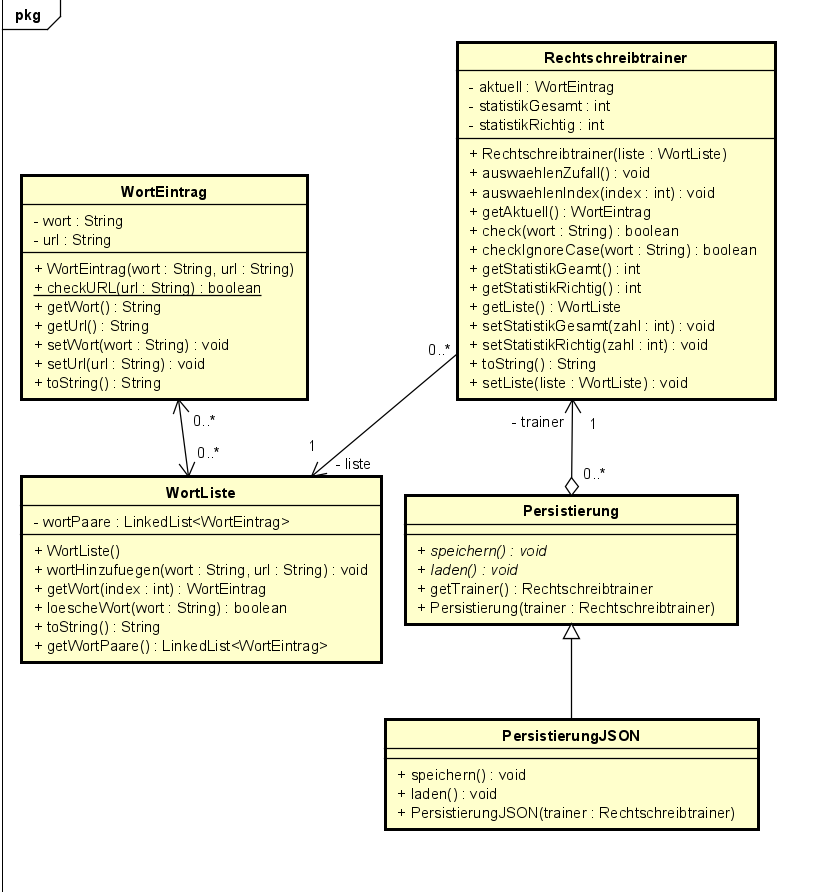 pkg
Rechtschreibtrainer
- aktuell : WortEintrag
- statistikGesamt : int
- statistikRichtig : int
+ Rechtschreibtrainer(liste : WortListe)
+ auswaehlenZufall() : void
+ auswaehlenIndex(index : int) : void
+ getAktuell() : WortEintrag
+ check(wort : String) : boolean
+ checkIgnoreCase(wort : String) : boolean
+ getStatistikGeamt() : int
+ getStatistikRichtig() : int
+ getListe() : WortListe
+ setStatistikGesamt(zahl : int) : void
+ setStatistikRichtig(zahl : int) : void
+ toString() : String
+ setListe(liste : WortListe) : void
WortEintrag
- wort : String
- url : String
+ WortEintrag(wort : String, url : String)
+ checkURL(url : String) : boolean
+ getWort() : String
+ getUrl() : String
+ setWort(wort : String) : void
+ setUrl(url : String) : void
+ toString() : String
0..*
0..*
0..*
1
- liste
- trainer
1
0..*
WortListe
- wortPaare : LinkedList<WortEintrag>
+ WortListe()
+ wortHinzufuegen(wort : String, url : String) : void
+ getWort(index : int) : WortEintrag
+ loescheWort(wort : String) : boolean
+ toString() : String
+ getWortPaare() : LinkedList<WortEintrag>
Persistierung
+ speichern() : void
+ laden() : void
+ getTrainer() : Rechtschreibtrainer
+ Persistierung(trainer : Rechtschreibtrainer)
PersistierungJSON
+ speichern() : void
+ laden() : void
+ PersistierungJSON(trainer : Rechtschreibtrainer)